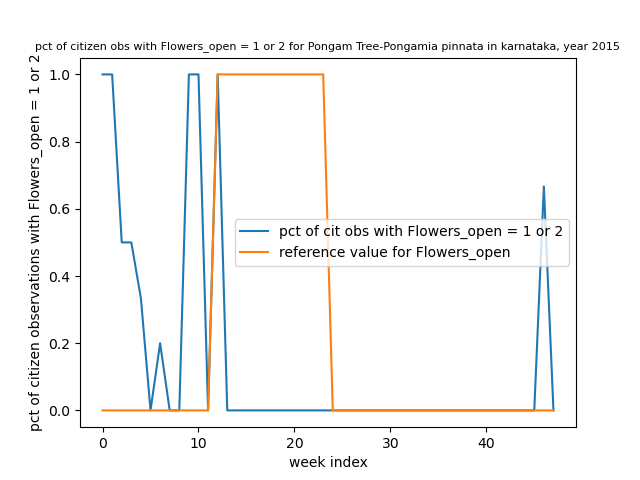 pct of citizen obs with Flowers_open = 1 or 2 for Pongam Tree-Pongamia pinnata in karnataka, year 2015
pct of citizen observations with Flowers_open = 1 or 2
1.0
0.8
0.6
0.4
0.2
0.0
pct of cit obs with Flowers_open = 1 or 2
reference value for Flowers_open
0 10 20 30 40
week index